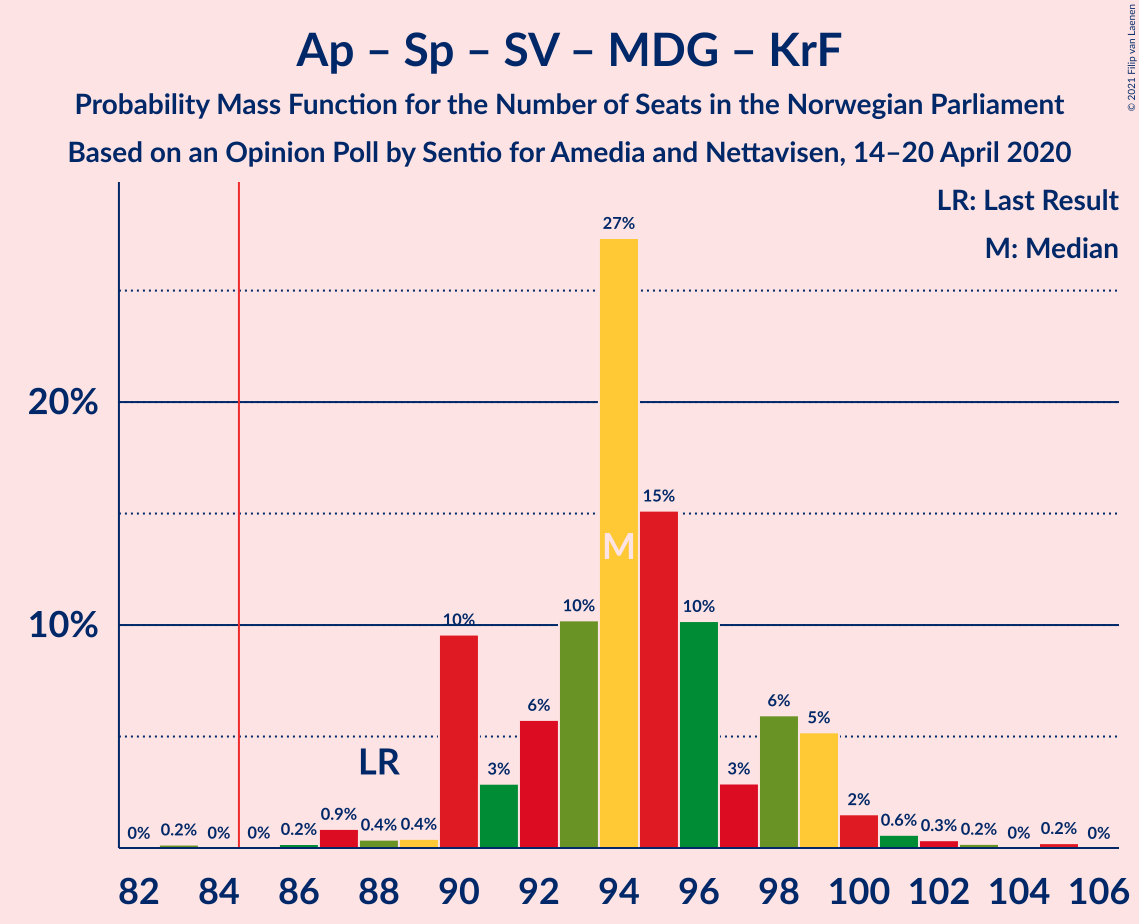 Ap – Sp – SV – MDG – KrF
Probability Mass Function for the Number of Seats in the Norwegian Parliament
Based on an Opinion Poll by Sentio for Amedia and Nettavisen, 14–20 April 2020
© 2021 Filip van Laenen
LR: Last Result
M: Median
20%
10%
0% 0.2% 0% 0% 0.2% 0.9% 0.4% 0.4% 10% 3% 6% 10% 27% 15% 10% 3% 6% 5% 2% 0.6% 0.3% 0.2% 0% 0.2% 0%
LR
M
82 84 86 88 90 92 94 96 98 100 102 104 106